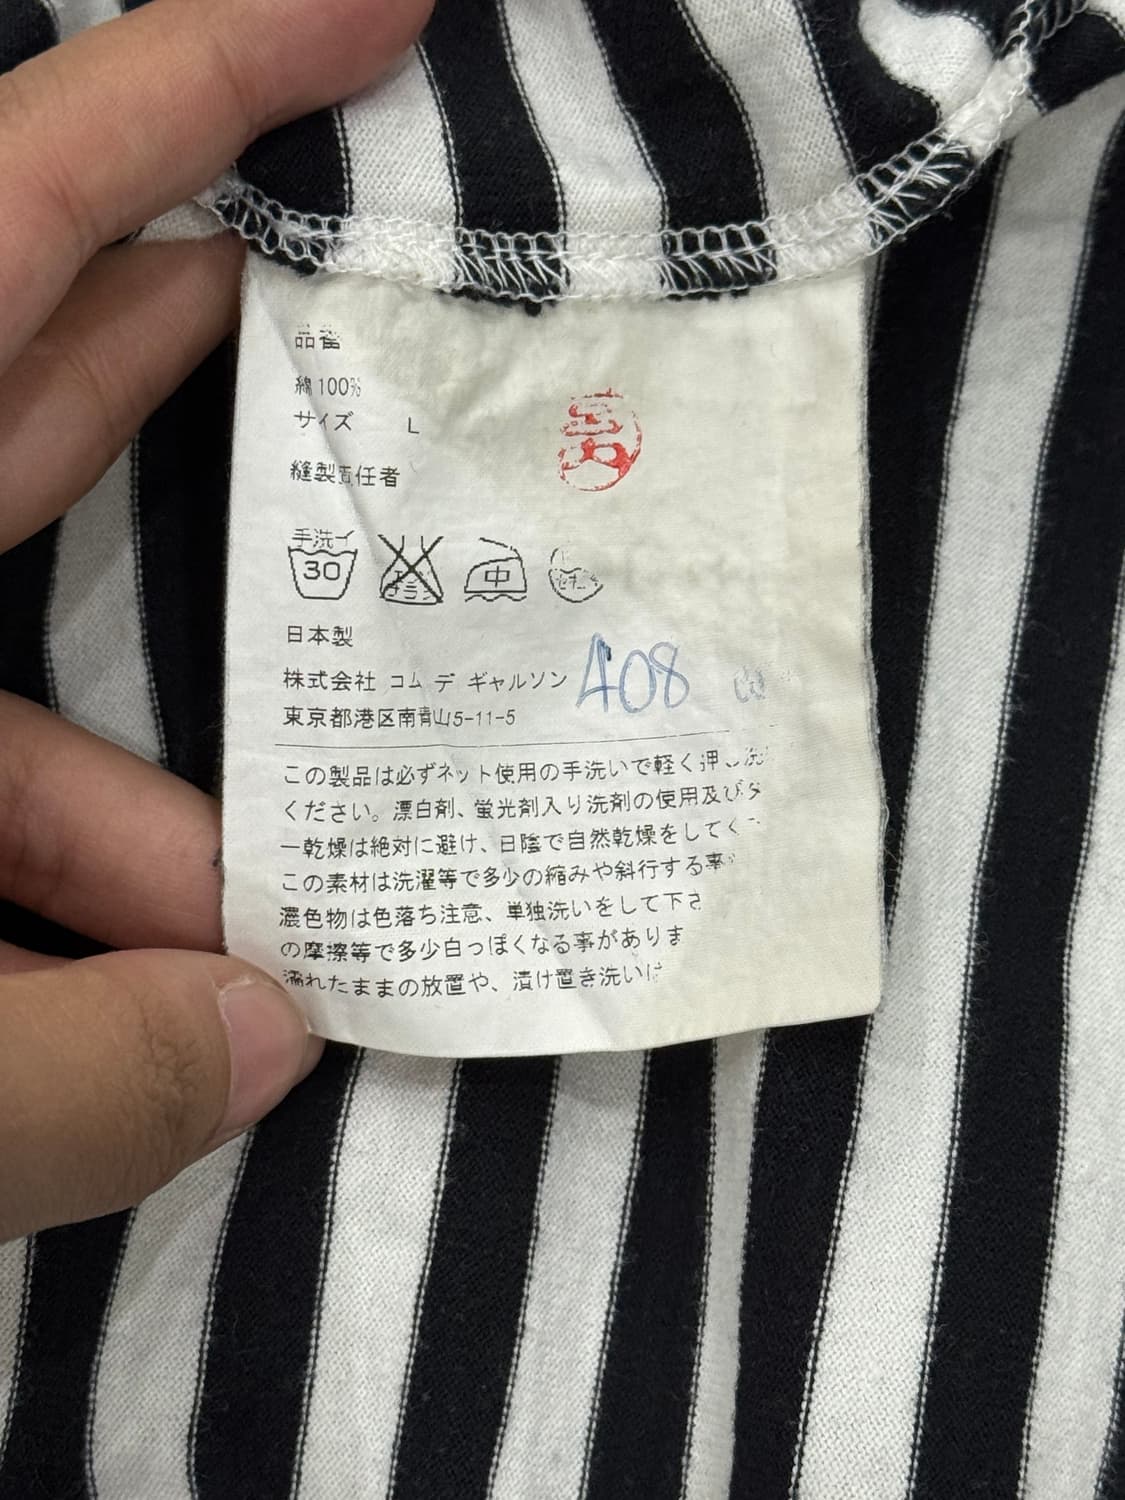 品番
綿100%
サイズ L
縫製責任者
手洗イ
30
中
日本製
株式会社 コム デ ギャルソン 408
東京都港区南青山5-11-5
この製品は必ずネット使用の手洗いで軽く押し洗
ください。漂白剤、蛍光剤入り洗剤の使用及びタ
ー乾燥は絶対に避け、日陰で自然乾燥をしてく
この素材は洗濯等で多少の縮みや斜行する事
濃色物は色落ち注意、単独洗いをして下さ
の摩擦等で多少白っぽくなる事がありま
濡れたままの放置や、漬け置き洗いは